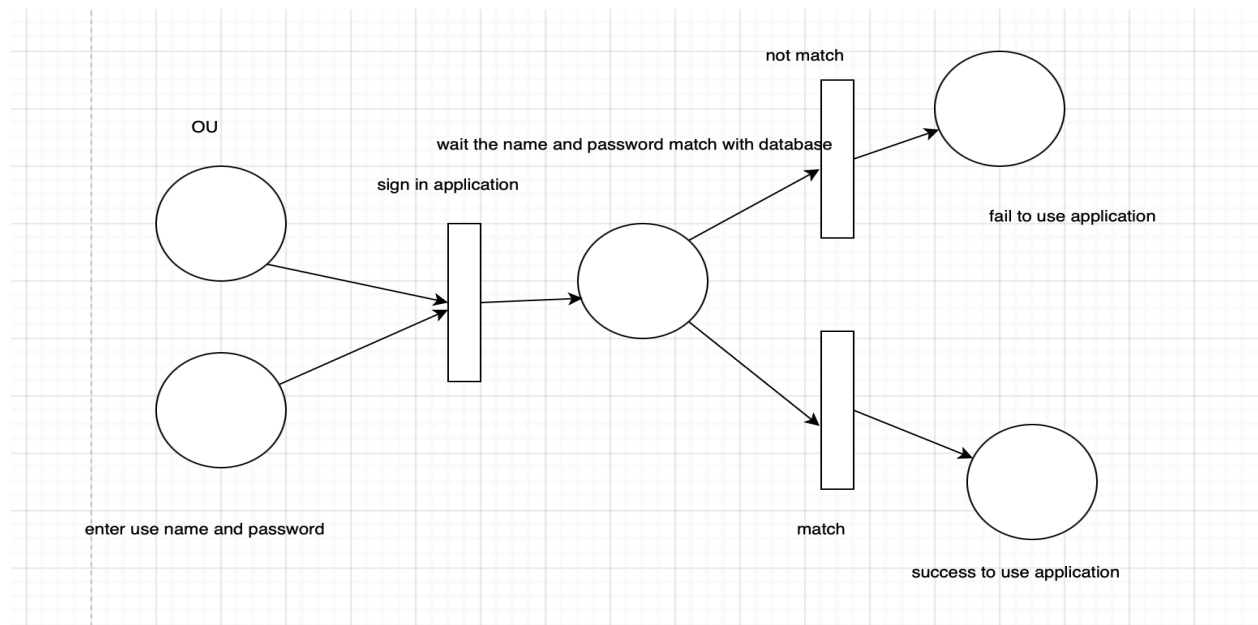 not match
OU
wait the name and password match with database
sign in application
fail to use application
enter use name and password
match
success to use application